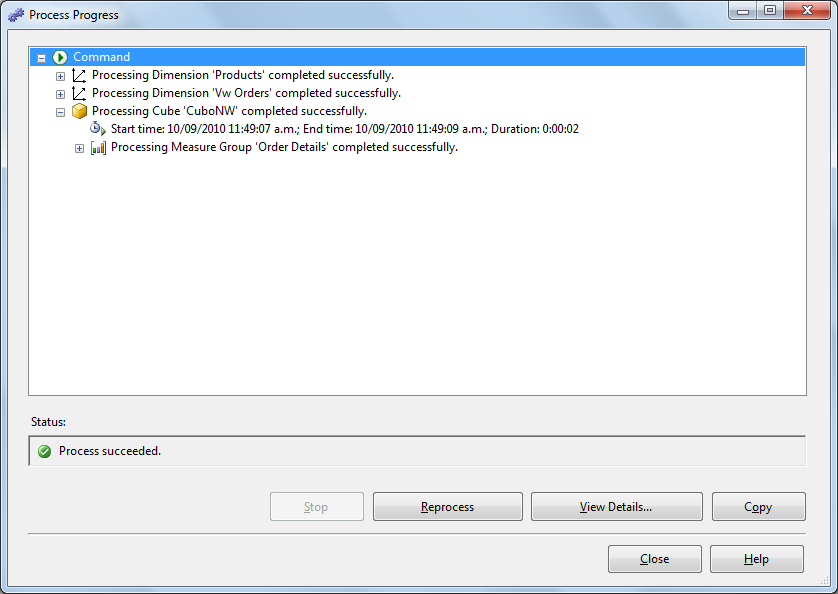 Process Progress
Command
Processing Dimension 'Products' completed successfully.
Processing Dimension 'Vw Orders' completed successfully.
Processing Cube 'CuboNW' completed successfully.
Start time: 10/09/2010 11:49:07 a.m.; End time: 10/09/2010 11:49:09 a.m.; Duration: 0:00:02
Processing Measure Group 'Order Details' completed successfully.
Status:
Process succeeded.
Stop Reprocess View Details... Copy
Close Help